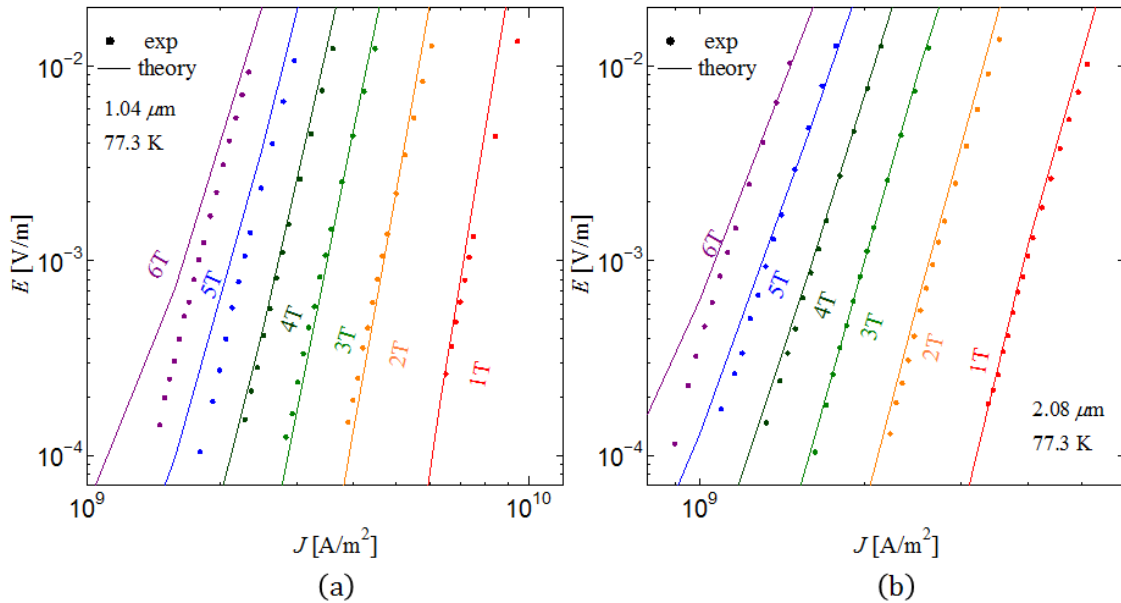 exp
theory
1.04 μm
77.3 K
6T
5T
4T
3T
2T
1T
10⁻²
10⁻³
10⁻⁴
E [V/m]
10⁹
10¹⁰
J [A/m²]
(a)
exp
theory
6T
5T
4T
3T
2T
1T
2.08 μm
77.3 K
10⁻²
10⁻³
10⁻⁴
E [V/m]
10⁹
J [A/m²]
(b)